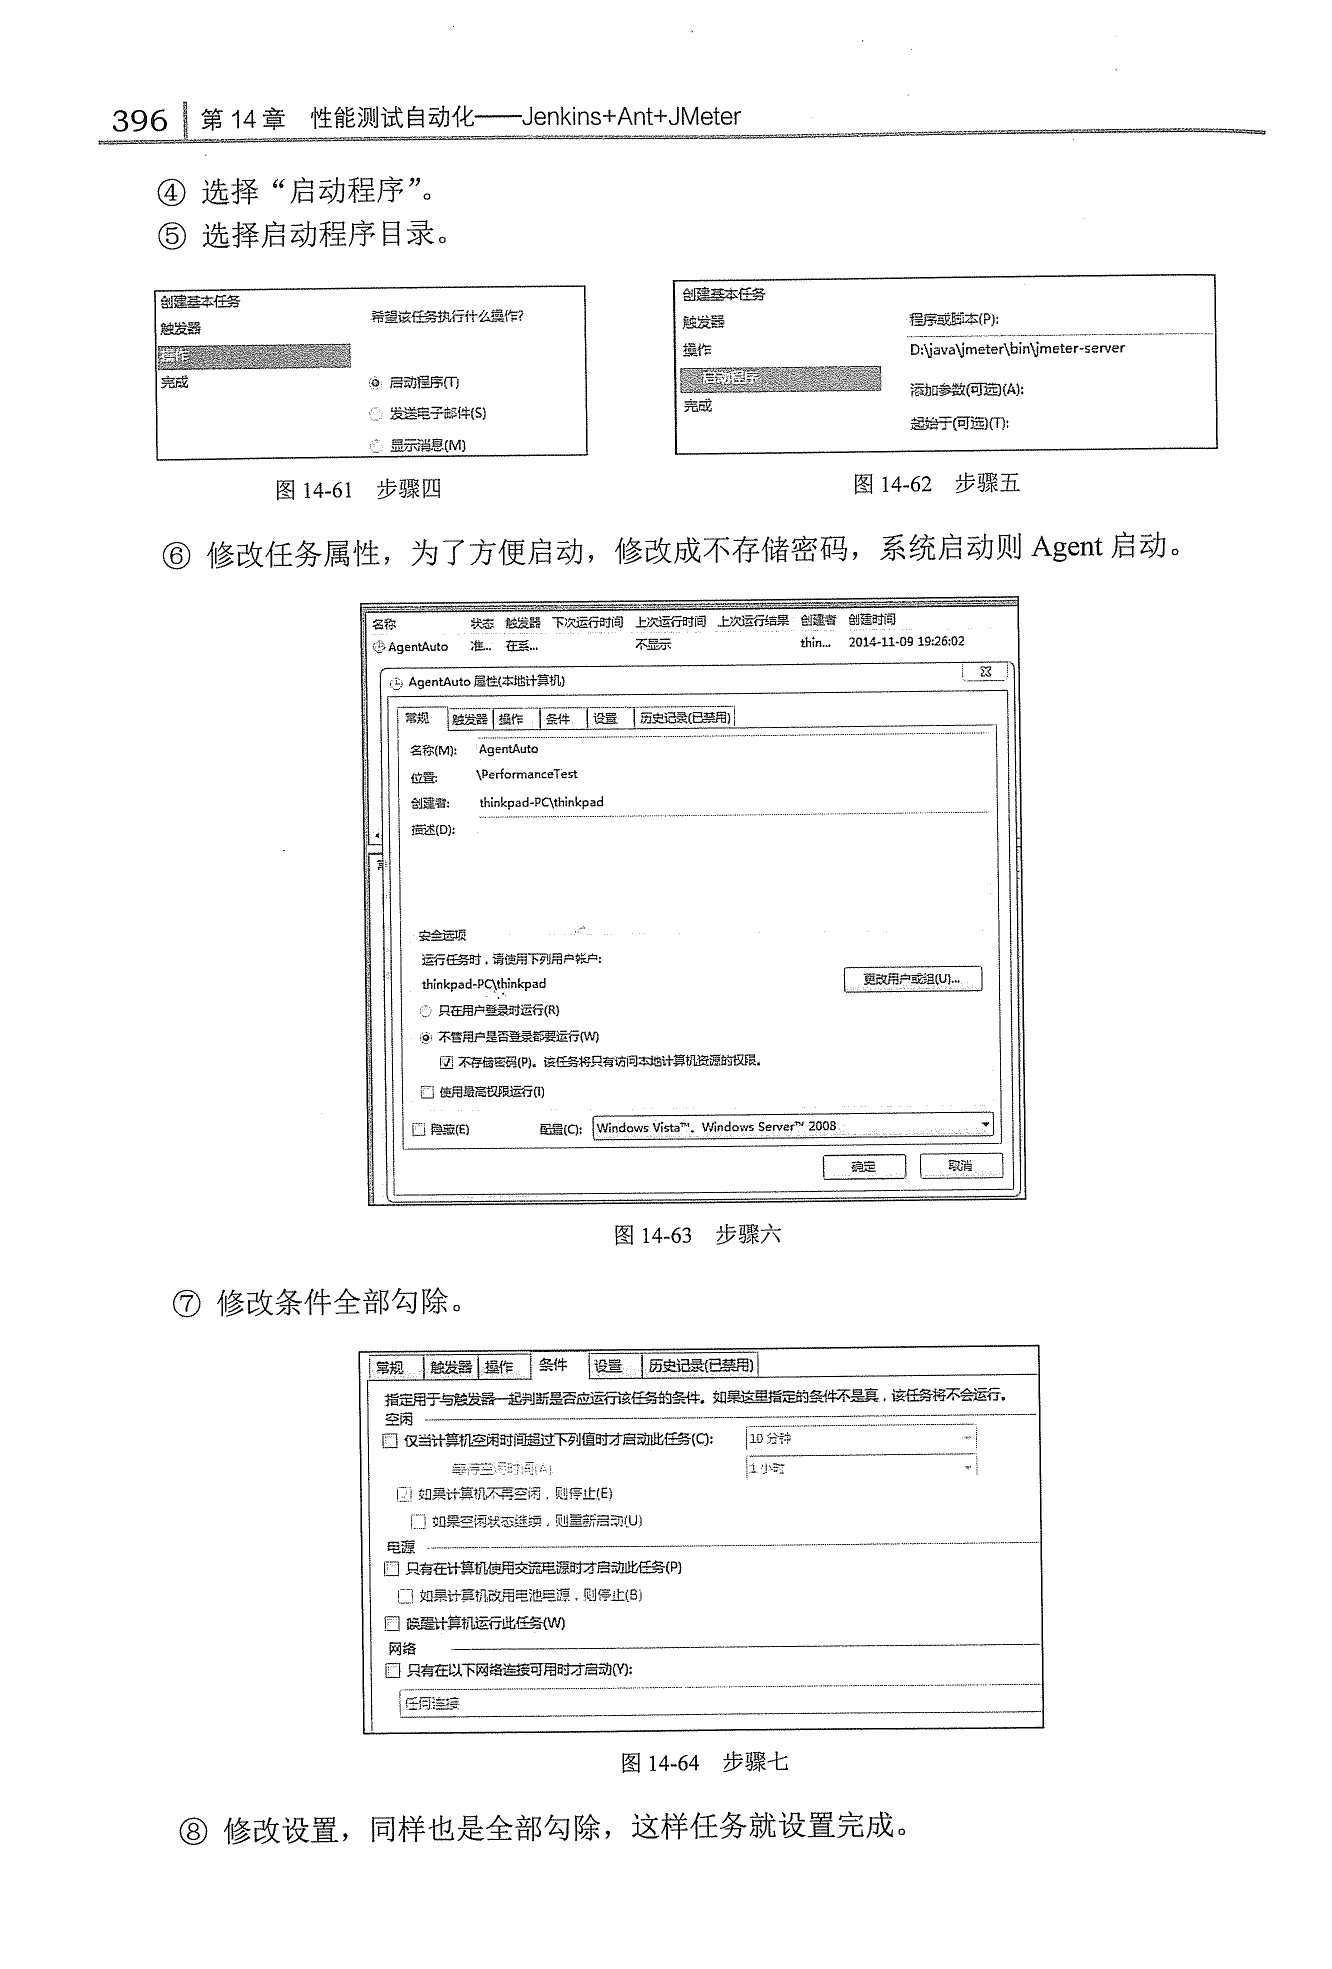 396 第14章 性能测试自动化——Jenkins+Ant+JMeter
④ 选择“启动程序”。
⑤ 选择启动程序目录。
创建基本任务
触发器
希望该任务执行什么操作?
操作
完成
启动程序(T)
发送电子邮件(S)
显示消息(M)
图 14-61 步骤四
创建基本任务
触发器
程序或脚本(P):
操作
D:\java\jmeter\bin\jmeter-server
启动程序
添加参数(可选)(A):
完成
起始于(可选)(T):
图 14-62 步骤五
⑥ 修改任务属性，为了方便启动，修改成不存储密码，系统启动则 Agent 启动。
名称 状态 触发器 下次运行时间 上次运行时间 上次运行结果 创建者 创建时间
AgentAuto 准... 在系... 不显示 thin... 2014-11-09 19:26:02
AgentAuto 属性(本地计算机)
常规 触发器 操作 条件 设置 历史记录(已禁用)
名称(M): AgentAuto
位置: \PerformanceTest
创建者: thinkpad-PC\thinkpad
描述(D):
安全选项
运行任务时，请使用下列用户帐户:
thinkpad-PC\thinkpad 更改用户或组(U)...
只在用户登录时运行(R)
不管用户是否登录都要运行(W)
不存储密码(P)。该任务将只有访问本地计算机资源的权限。
使用最高权限运行(I)
隐藏(E) 配置(C): Windows Vista™、Windows Server™ 2008
确定 取消
图 14-63 步骤六
⑦ 修改条件全部勾除。
常规 触发器 操作 条件 设置 历史记录(已禁用)
指定用于与触发器一起判断是否应运行该任务的条件。如果这里指定的条件不是真，该任务将不会运行。
空闲
仅当计算机空闲时间超过下列值时才启动此任务(C): 10 分钟
等待空闲时间(A): 1 小时
如果计算机不再空闲，则停止(E)
如果空闲状态继续，则重新启动(U)
电源
只有在计算机使用交流电源时才启动此任务(P)
如果计算机改用电池电源，则停止(B)
唤醒计算机运行此任务(W)
网络
只有在以下网络连接可用时才启动(Y):
任何连接
图 14-64 步骤七
⑧ 修改设置，同样也是全部勾除，这样任务就设置完成。